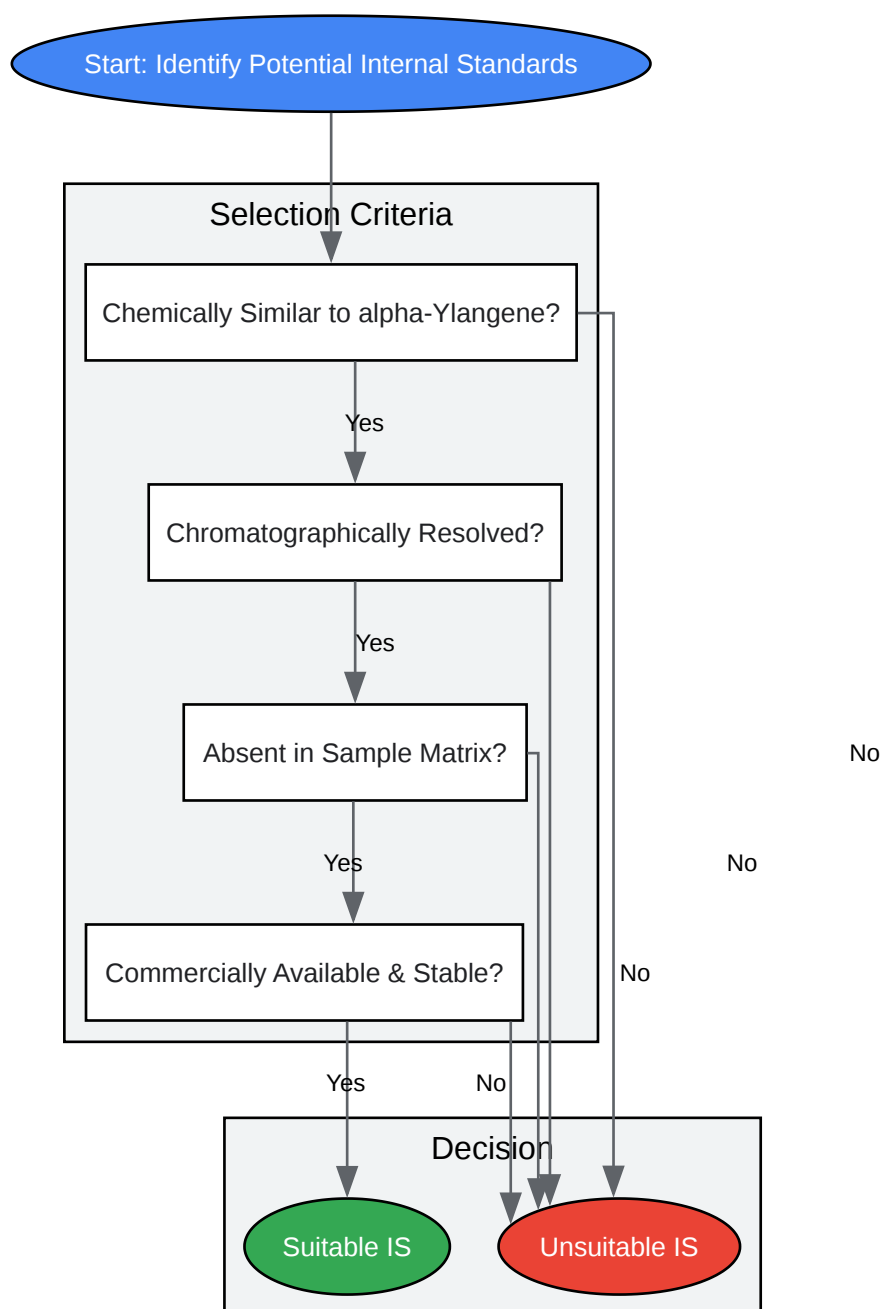 Start: Identify Potential Internal Standards
Selection Criteria
Chemically Similar to alpha-Ylangene?
Yes
Chromatographically Resolved?
Yes
Absent in Sample Matrix?
No
Yes
No
Commercially Available & Stable?
No
Yes
No
Decision
Suitable IS
Unsuitable IS